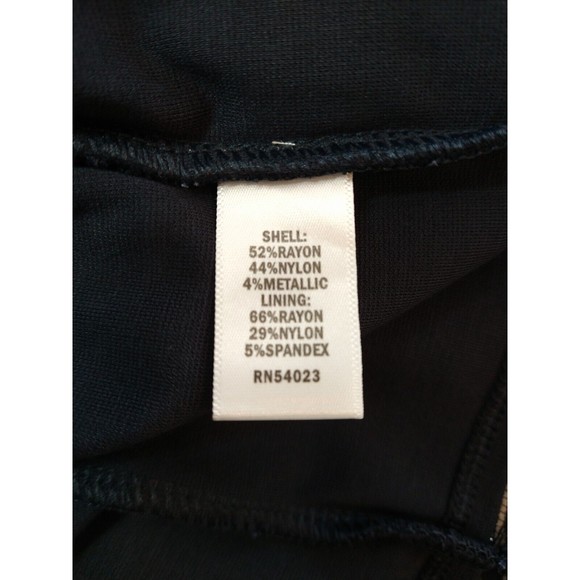 SHELL:
52%RAYON
44%NYLON
4%METALLIC
LINING:
66%RAYON
29%NYLON
5%SPANDEX
RN54023